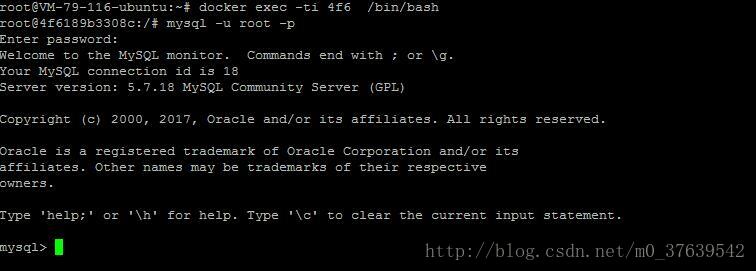 root@VM-79-116-ubuntu:~# docker exec -ti 4f6  /bin/bash
root@4f6189b3308c:/# mysql -u root -p
Enter password:
Welcome to the MySQL monitor.  Commands end with ; or \g.
Your MySQL connection id is 18
Server version: 5.7.18 MySQL Community Server (GPL)
Copyright (c) 2000, 2017, Oracle and/or its affiliates. All rights reserved.
Oracle is a registered trademark of Oracle Corporation and/or its
affiliates. Other names may be trademarks of their respective
owners.
Type 'help;' or '\h' for help. Type '\c' to clear the current input statement.
mysql>
http://blog.csdn.net/m0_37639542